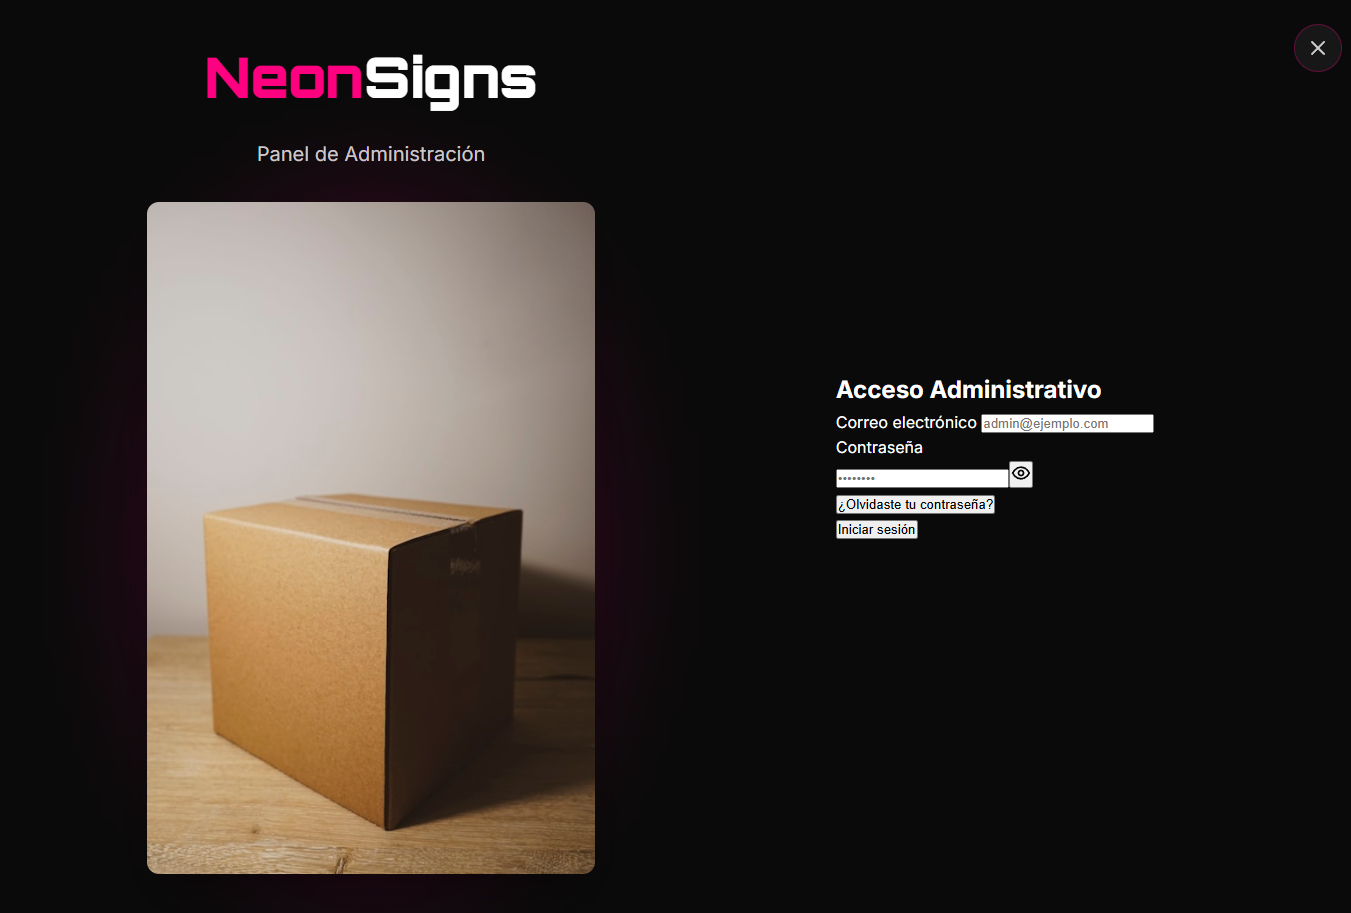 NeonSigns
Panel de Administración
Acceso Administrativo
Correo electrónico admin@ejemplo.com
Contraseña
••••••••
¿Olvidaste tu contraseña?
Iniciar sesión